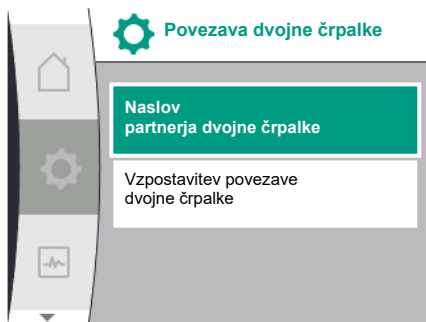 Povezava dvojne črpalke
Naslov
partnerja dvojne črpalke
Vzpostavitev povezave
dvojne črpalke